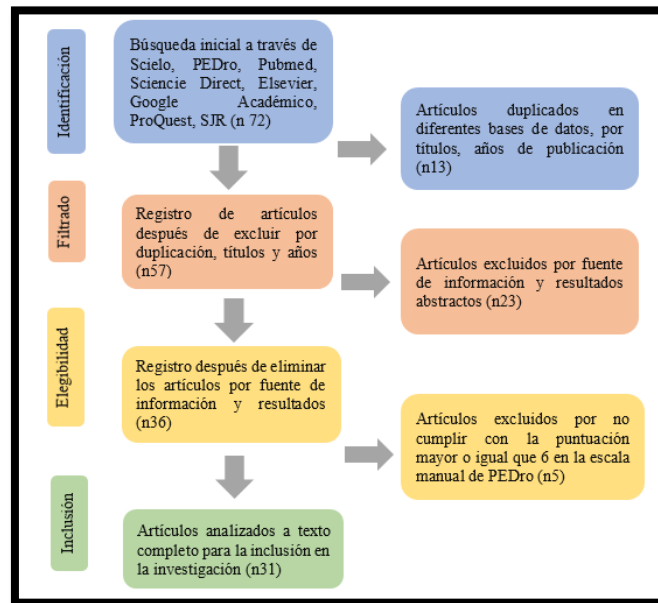 Identificación
Búsqueda inicial a través de
Scielo, PEDro, Pubmed,
Sciencie Direct, Elsevier,
Google Académico,
ProQuest, SJR (n 72)
Artículos duplicados en
diferentes bases de datos, por
títulos, años de publicación
(n13)
Filtrado
Registro de artículos
después de excluir por
duplicación, títulos y años
(n57)
Artículos excluidos por fuente
de información y resultados
abstractos (n23)
Elegibilidad
Registro después de eliminar
los artículos por fuente de
información y resultados
(n36)
Artículos excluidos por no
cumplir con la puntuación
mayor o igual que 6 en la escala
manual de PEDro (n5)
Inclusión
Artículos analizados a texto
completo para la inclusión en
la investigación (n31)